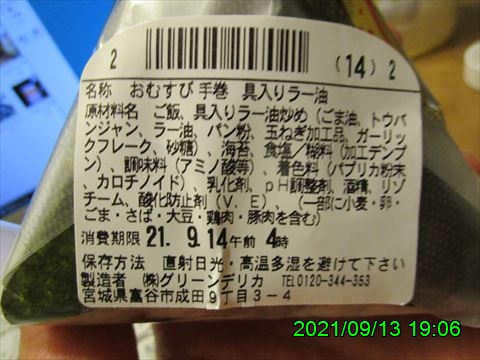 2 (14) 2
名称 おむすび 手巻 具入りラー油
原材料名 ご飯、具入りラー油炒め（ごま油、トウバ
ンジャン、ラー油、パン粉、玉ねぎ加工品、ガーリッ
クフレーク、砂糖）、海苔、食塩／糊料（加工デンプ
ン）、調味料（アミノ酸等）、着色料（パプリカ粉末、
カロチノイド）、乳化剤、pH調整剤、酒精、リゾ
チーム、酸化防止剤（V．E）、（一部に小麦・卵・
ごま・さば・大豆・鶏肉・豚肉を含む）
消費期限 21. 9.14午前 4時
保存方法 直射日光・高温多湿を避けて下さい
製造者 （株）グリーンデリカ TEL0120-344-353
宮城県富谷市成田9丁目3－4
2021/09/13 19:06